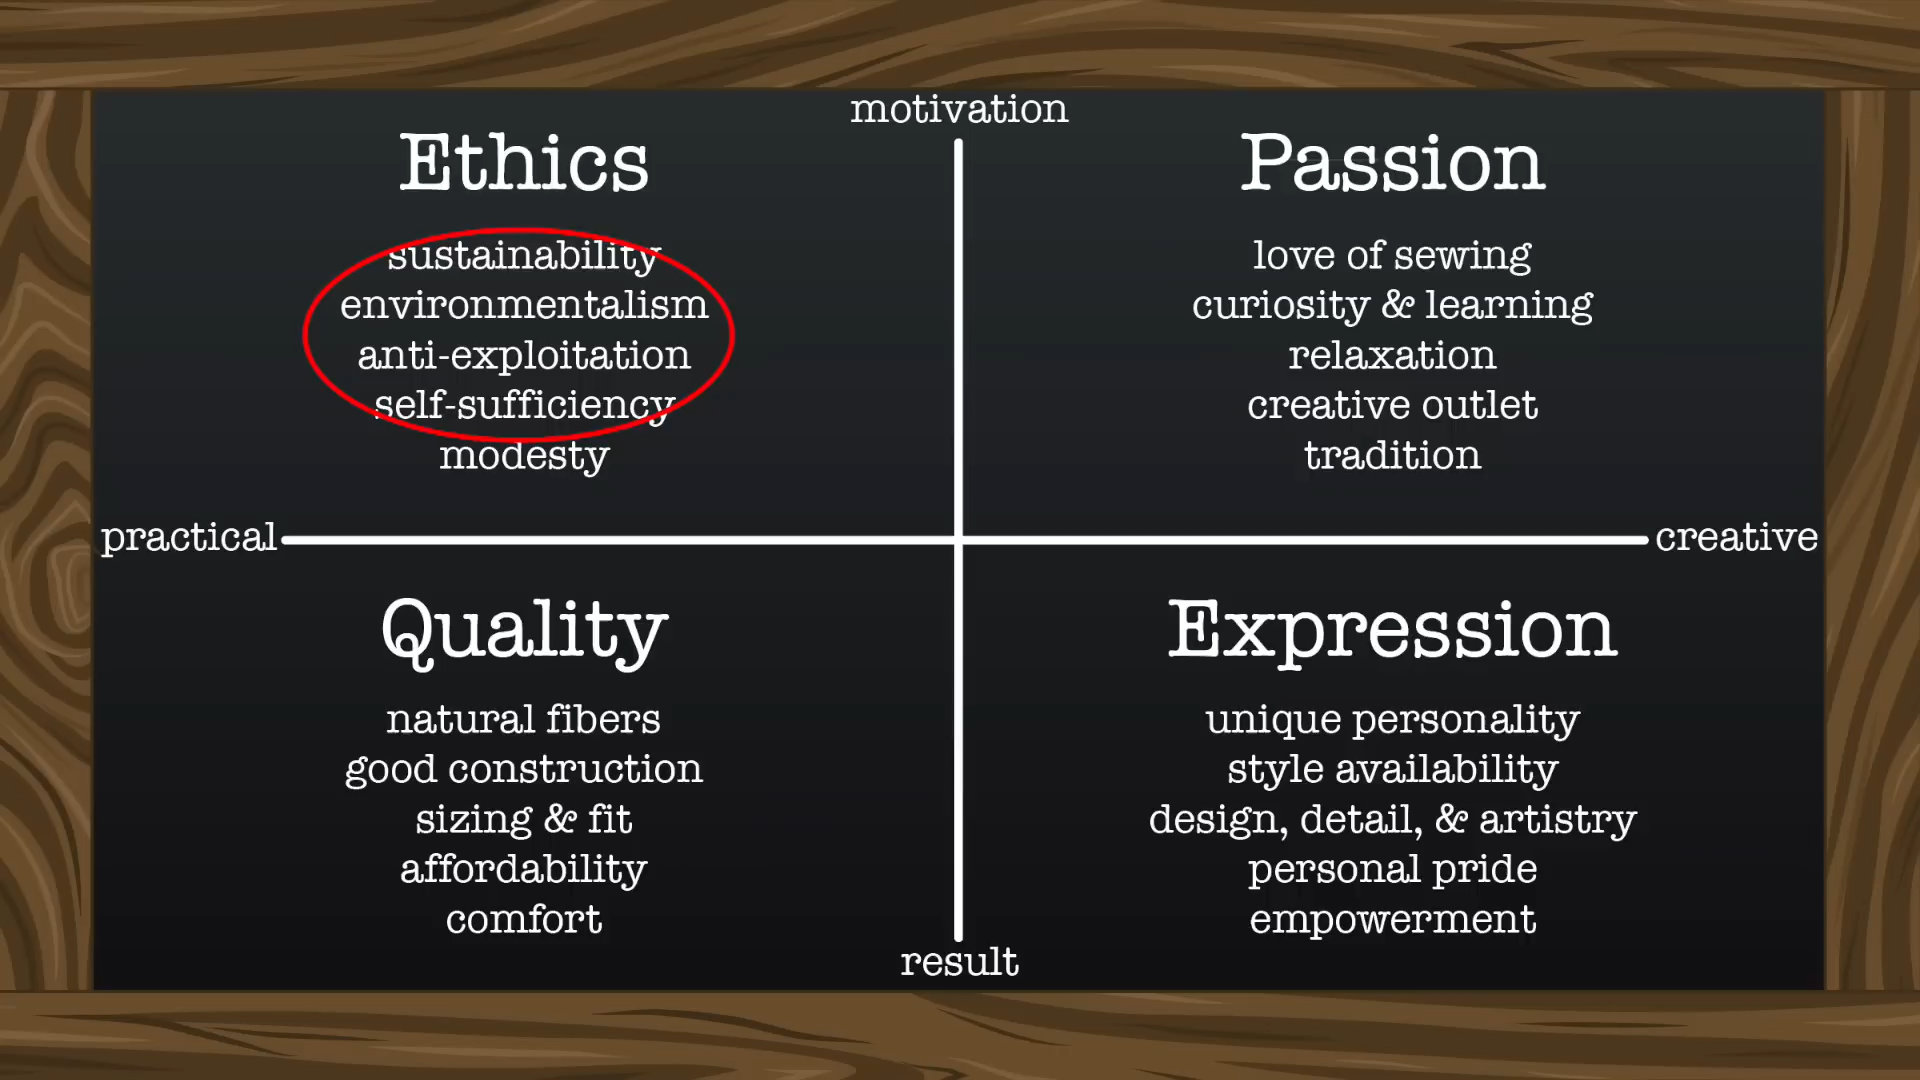 motivation
Ethics
sustainability
environmentalism
anti-exploitation
self-sufficiency
modesty
Passion
love of sewing
curiosity & learning
relaxation
creative outlet
tradition
practical
creative
Quality
natural fibers
good construction
sizing & fit
affordability
comfort
Expression
unique personality
style availability
design, detail, & artistry
personal pride
empowerment
result